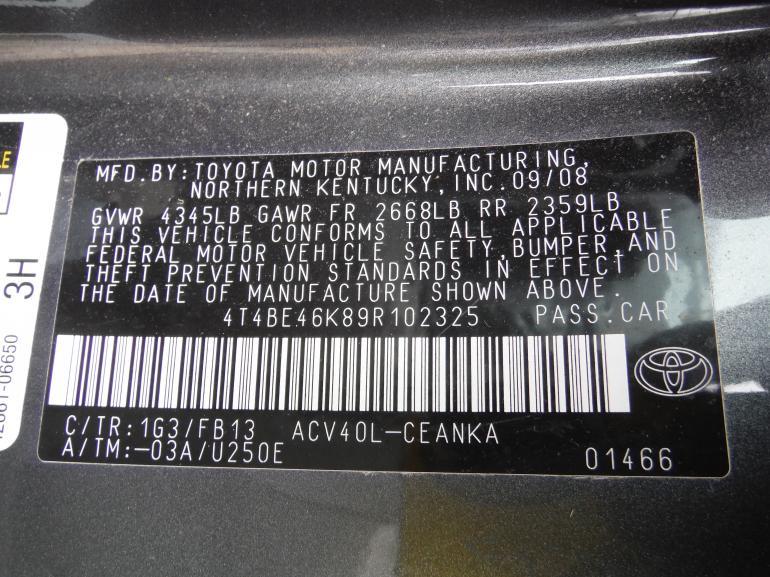 LE
3H
MFD.BY:TOYOTA MOTOR MANUFACTURING,
NORTHERN KENTUCKY,INC.09/08
GVWR 4345LB GAWR FR 2668LB RR 2359LB
THIS VEHICLE CONFORMS TO ALL APPLICABLE
FEDERAL MOTOR VEHICLE SAFETY,BUMPER,AND
THEFT PREVENTION STANDARDS IN EFFECT ON
THE DATE OF MANUFACTURE SHOWN ABOVE.
4T4BE46K89R102325 PASS.CAR
C/TR:1G3/FB13 ACV40L-CEANKA
A/TM:-03A/U250E 01466